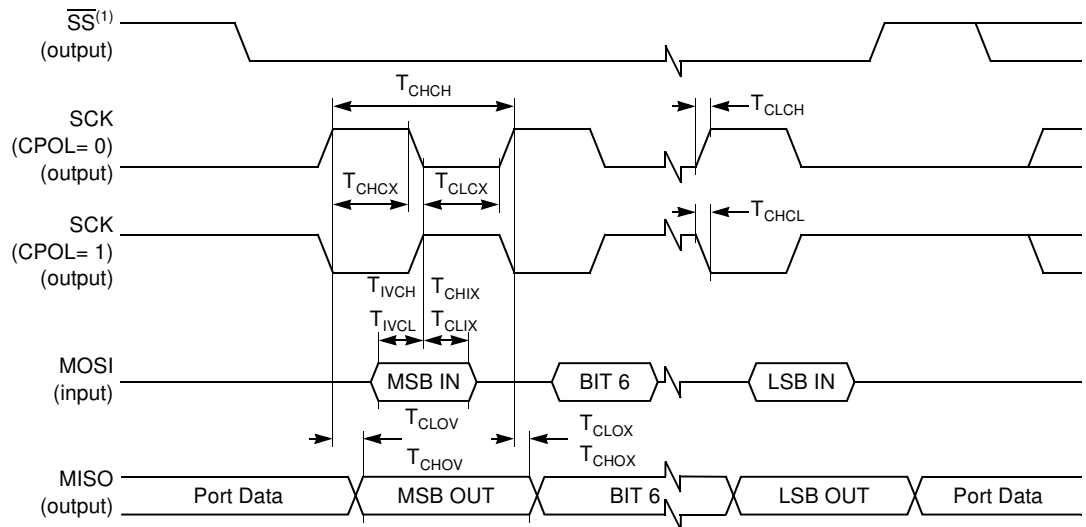 SS(1)
(output)
TCHCH
TCLCH
SCK
(CPOL= 0)
(output)
TCHCX
TCLCX
TCHCL
SCK
(CPOL= 1)
(output)
TIVCH
TCHIX
TIVCL
TCLIX
MOSI
(input)
MSB IN
BIT 6
LSB IN
TCLOV
TCLOX
TCHOV
TCHOX
MISO
(output)
Port Data
MSB OUT
BIT 6
LSB OUT
Port Data